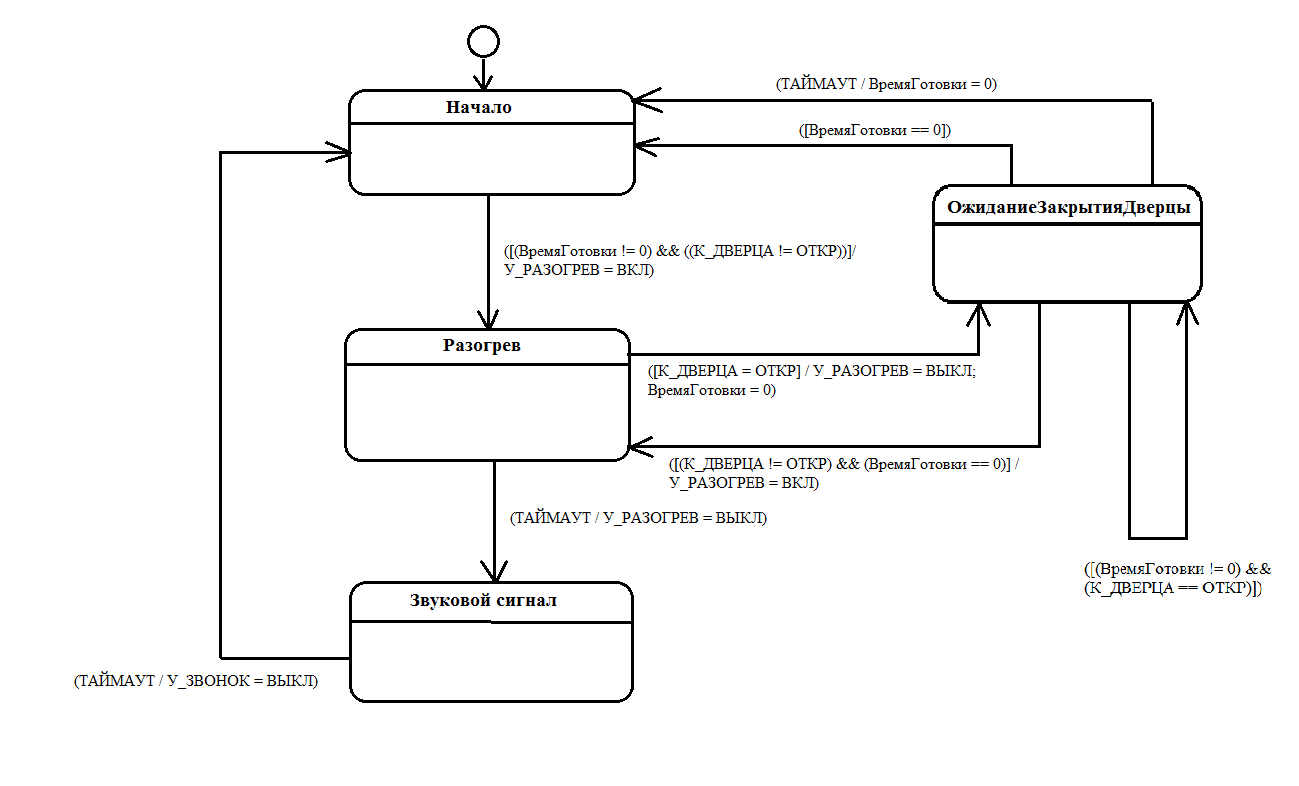 (ТАЙМАУТ / ВремяГотовки = 0)
Начало
([ВремяГотовки == 0])
ОжиданиеЗакрытияДверцы
([(ВремяГотовки != 0) && ((К_ДВЕРЦА != ОТКР))]/
У_РАЗОГРЕВ = ВКЛ)
Разогрев
([К_ДВЕРЦА = ОТКР] / У_РАЗОГРЕВ = ВЫКЛ;
ВремяГотовки = 0)
([(К_ДВЕРЦА != ОТКР) && (ВремяГотовки == 0)] /
У_РАЗОГРЕВ = ВКЛ)
(ТАЙМАУТ / У_РАЗОГРЕВ = ВЫКЛ)
([(ВремяГотовки != 0) &&
(К_ДВЕРЦА == ОТКР)])
Звуковой сигнал
(ТАЙМАУТ / У_ЗВОНОК = ВЫКЛ)